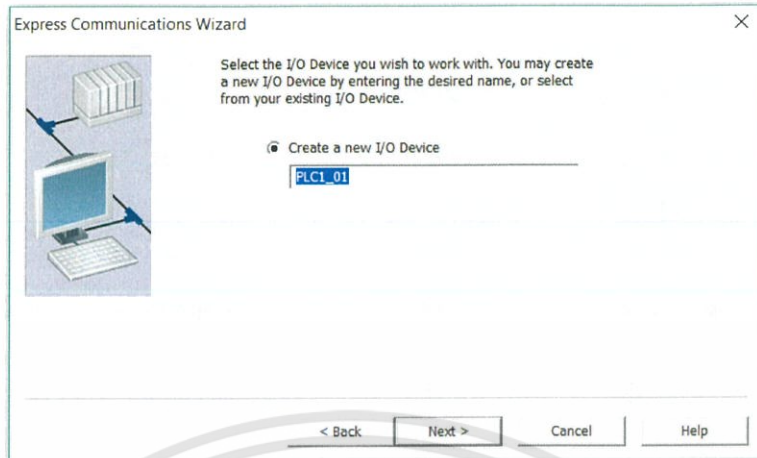 Express Communications Wizard
Select the I/O Device you wish to work with. You may create
a new I/O Device by entering the desired name, or select
from your existing I/O Device.
Create a new I/O Device
PLC1_01
< Back
Next >
Cancel
Help